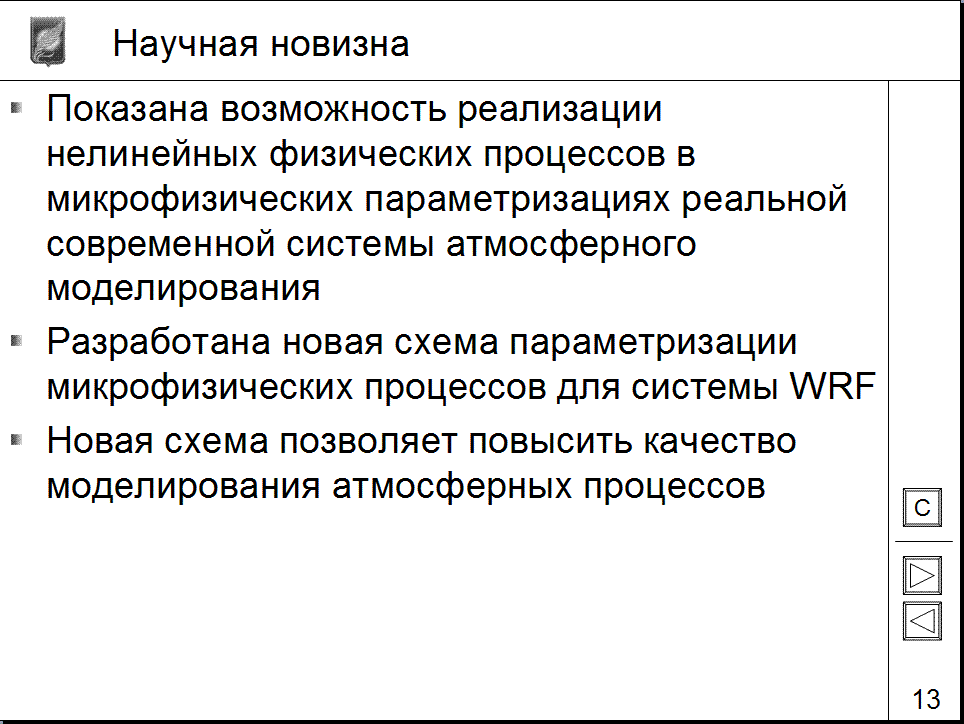 Научная новизна
Показана возможность реализации
нелинейных физических процессов в
микрофизических параметризациях реальной
современной системы атмосферного
моделирования
Разработана новая схема параметризации
микрофизических процессов для системы WRF
Новая схема позволяет повысить качество
моделирования атмосферных процессов
С
13